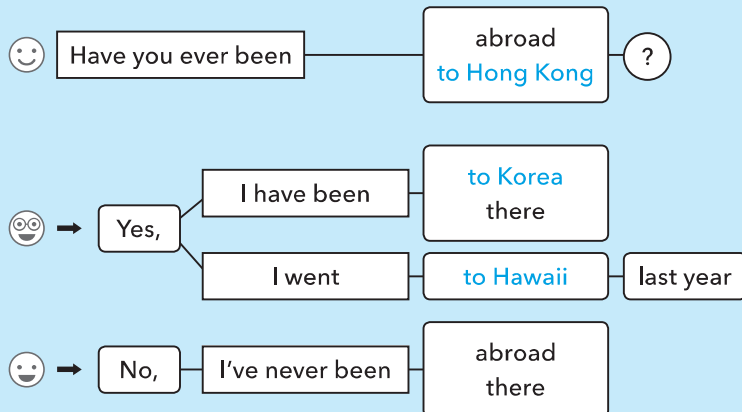 Have you ever been
abroad
to Hong Kong
?
Yes,
I have been
to Korea
there
I went
to Hawaii
last year
No,
I've never been
abroad
there